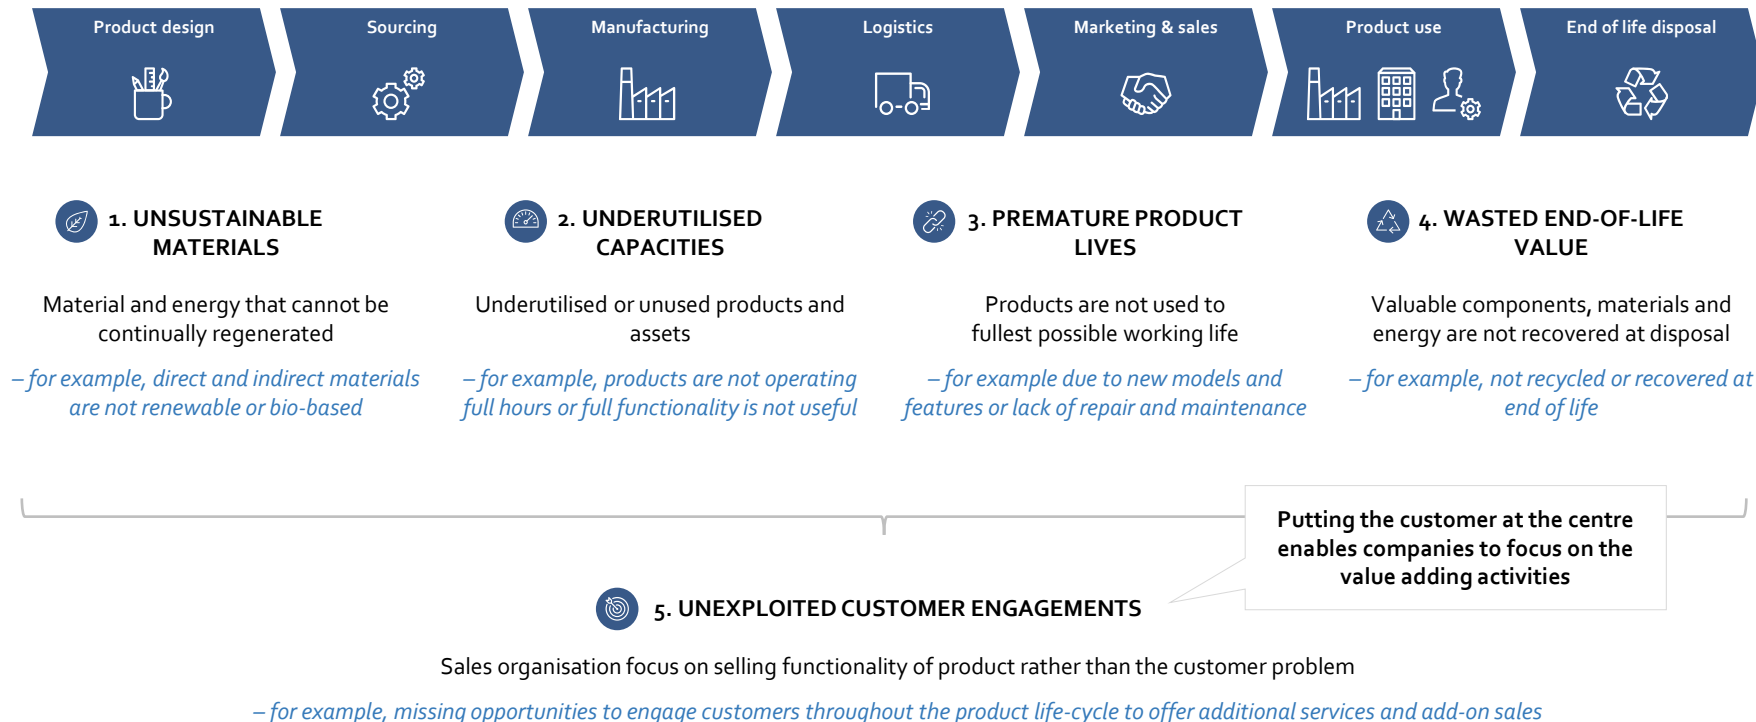 Product design
Sourcing
Manufacturing
Logistics
Marketing & sales
Product use
End of life disposal
1. UNSUSTAINABLE
MATERIALS
Material and energy that cannot be
continually regenerated
– for example, direct and indirect materials
are not renewable or bio-based
2. UNDERUTILISED
CAPACITIES
Underutilised or unused products and
assets
– for example, products are not operating
full hours or full functionality is not useful
3. PREMATURE PRODUCT
LIVES
Products are not used to
fullest possible working life
– for example due to new models and
features or lack of repair and maintenance
4. WASTED END-OF-LIFE
VALUE
Valuable components, materials and
energy are not recovered at disposal
– for example, not recycled or recovered at
end of life
Putting the customer at the centre
enables companies to focus on the
value adding activities
5. UNEXPLOITED CUSTOMER ENGAGEMENTS
Sales organisation focus on selling functionality of product rather than the customer problem
– for example, missing opportunities to engage customers throughout the product life-cycle to offer additional services and add-on sales